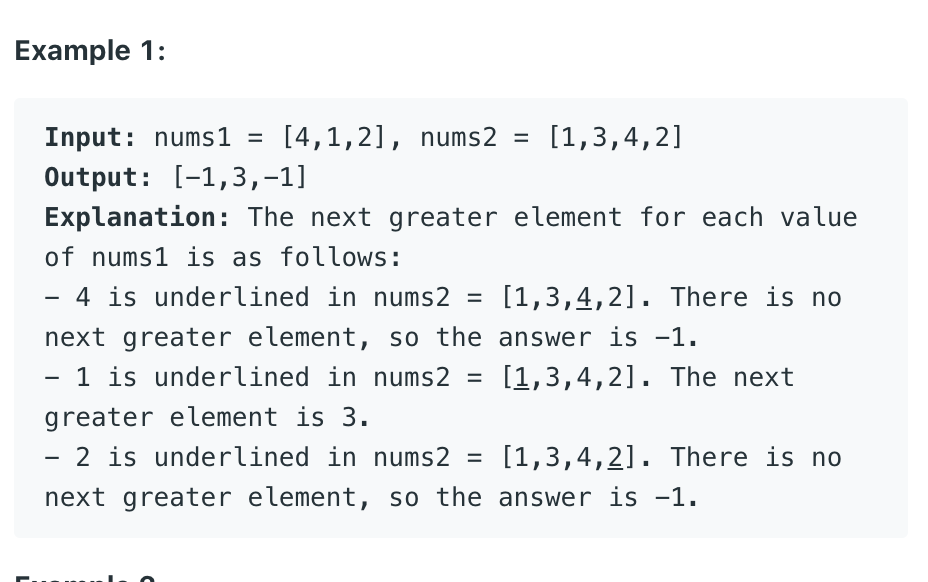 Example 1:
Input: nums1 = [4,1,2], nums2 = [1,3,4,2]
Output: [−1,3,−1]
Explanation: The next greater element for each value
of nums1 is as follows:
− 4 is underlined in nums2 = [1,3,4,2]. There is no
next greater element, so the answer is −1.
− 1 is underlined in nums2 = [1,3,4,2]. The next
greater element is 3.
− 2 is underlined in nums2 = [1,3,4,2]. There is no
next greater element, so the answer is −1.
Example 2